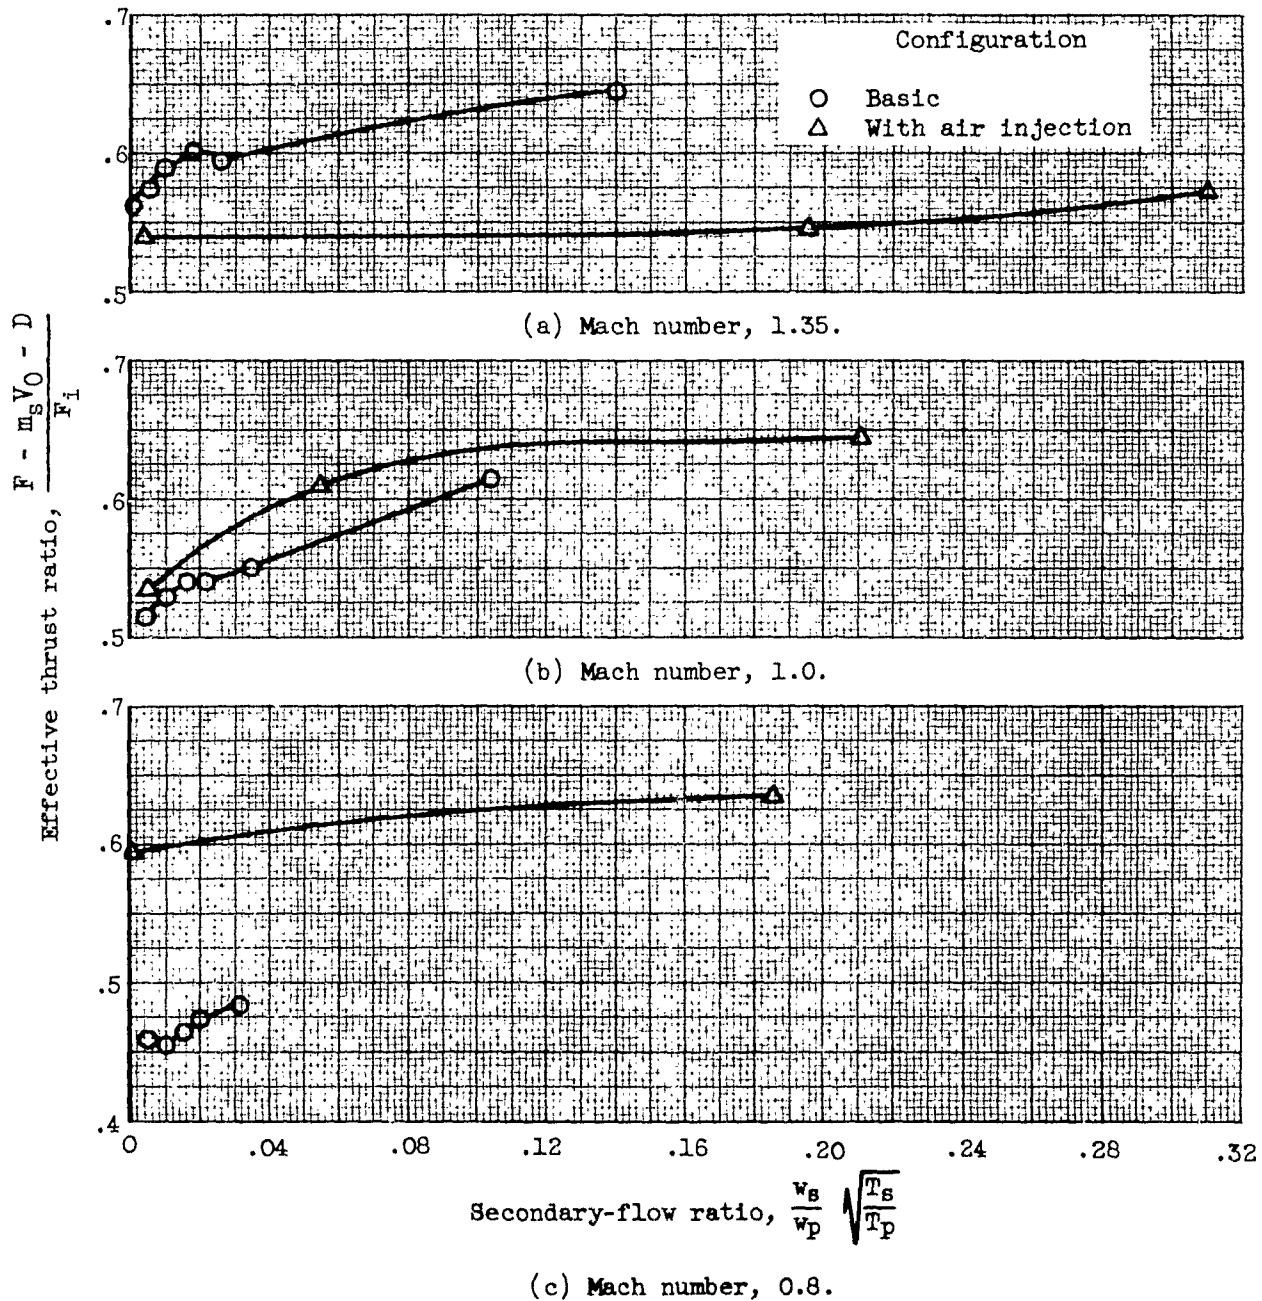 .7
Configuration
Basic
With air injection
.6
.5
(a) Mach number, 1.35.
.7
.6
.5
(b) Mach number, 1.0.
Effective thrust ratio, F - m_s V_0 - D / F_i
.7
.6
.5
.4
0 .04 .08 .12 .16 .20 .24 .28 .32
Secondary-flow ratio, w_s/w_p √T_s/T_p
(c) Mach number, 0.8.